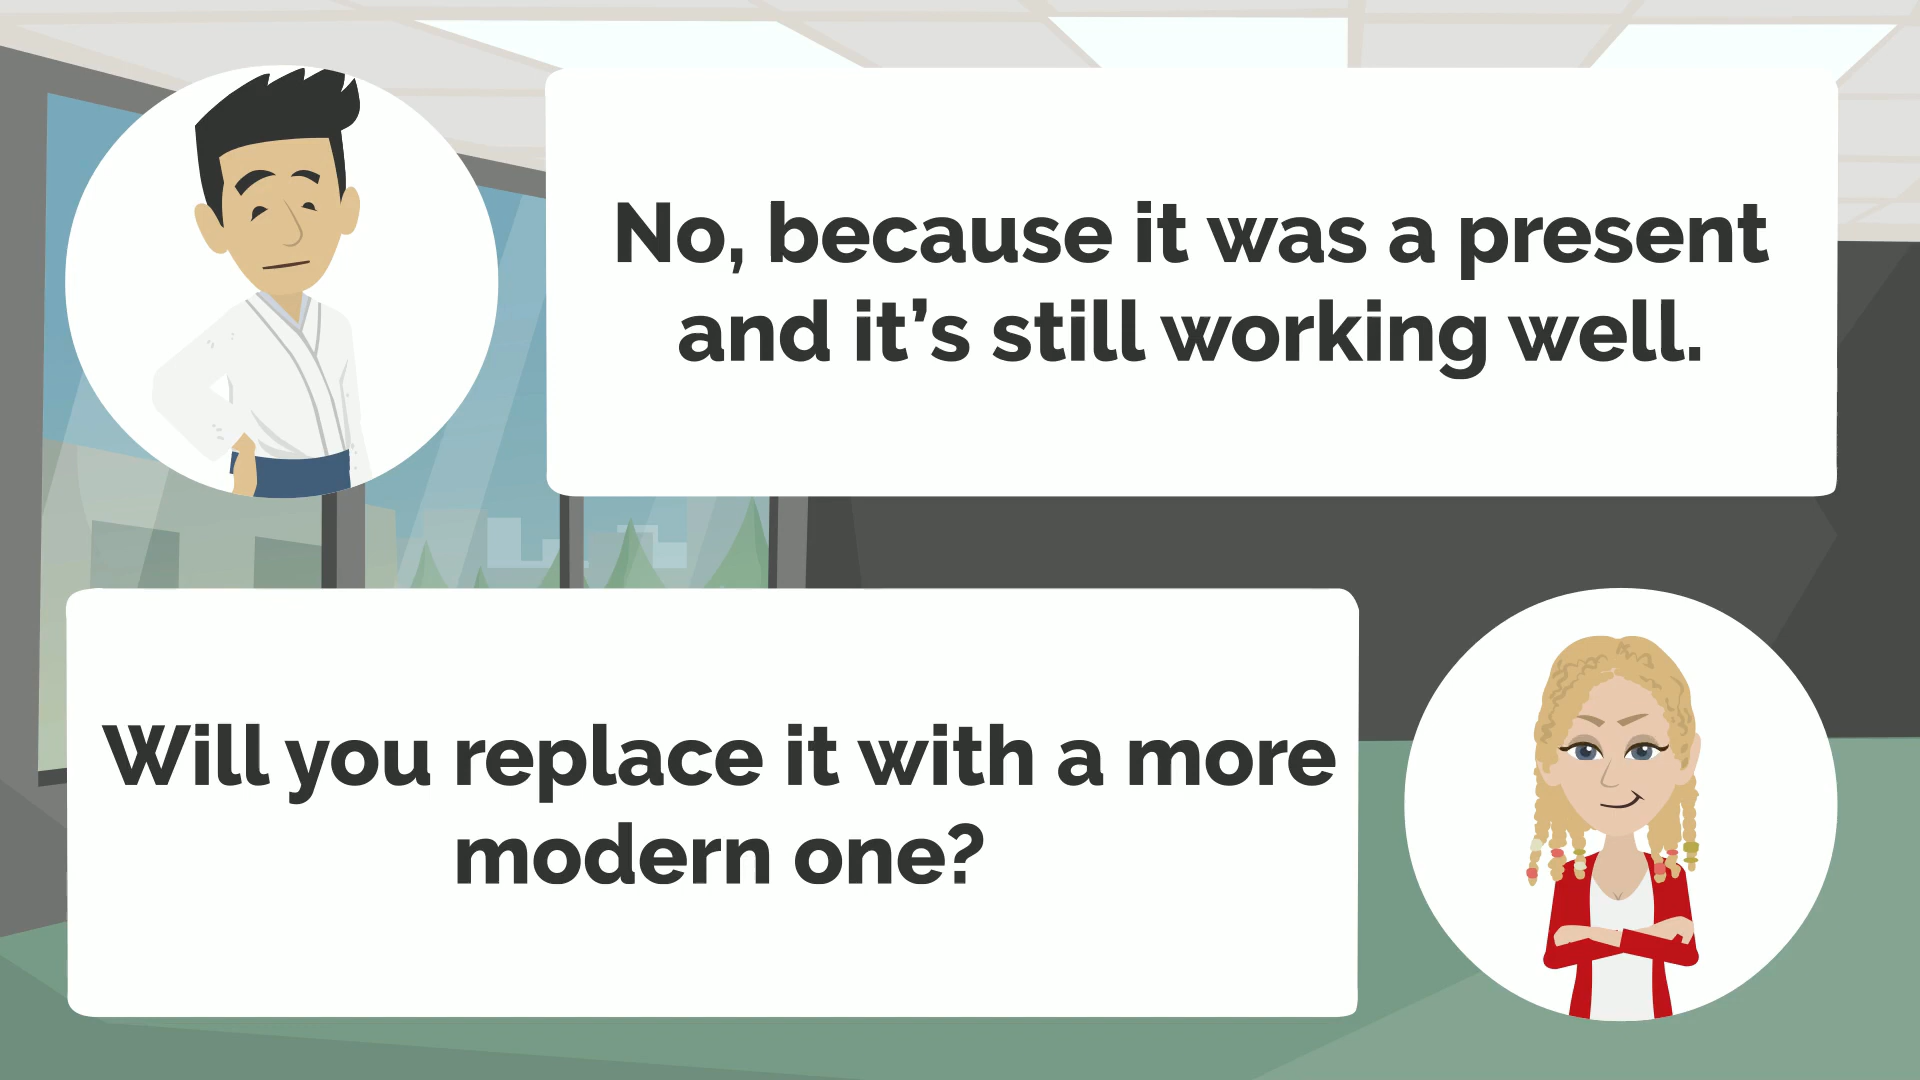 No, because it was a present
and it’s still working well.
Will you replace it with a more
modern one?